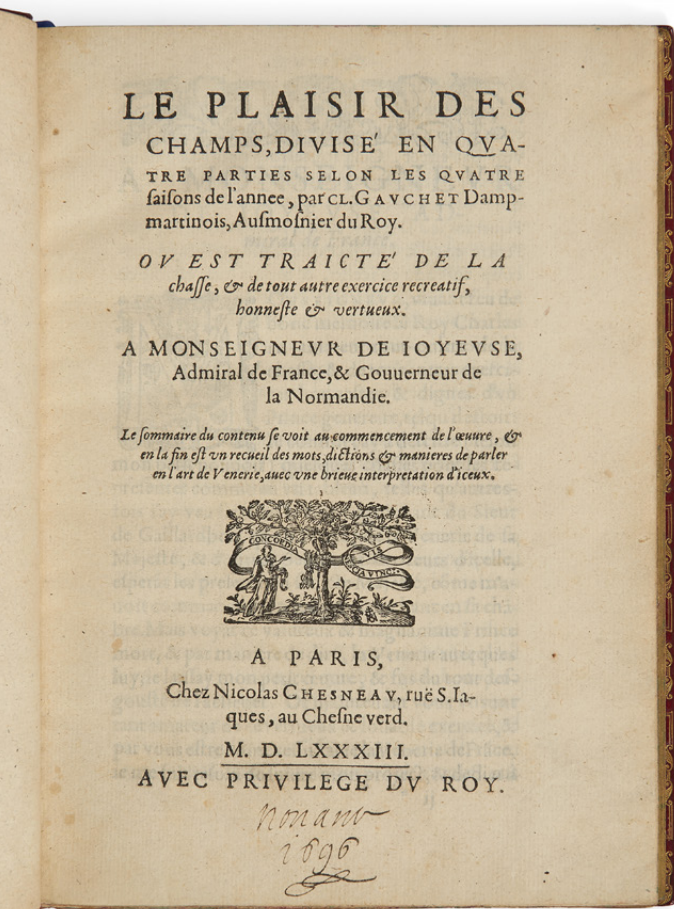 LE PLAISIR DES
CHAMPS, DIVISE' EN QVA-
TRE PARTIES SELON LES QVATRE
ſaiſons de l'annee, par CL. GAVCHET Damp-
martinois, Auſmoſnier du Roy.
OV EST TRAICTE' DE LA
chaſſe, & de tout autre exercice recreatif,
honneſte & vertueux.
A MONSEIGNEVR DE IOYEVSE,
Admiral de France, & Gouuerneur de
la Normandie.
Le ſommaire du contenu ſe voit au commencement de l'œuure, &
en la fin eſt vn recueil des mots, dictions & manieres de parler
en l'art de Venerie, auec vne brieue interpretation d'iceux.
CONCORDIA VIS
A PARIS,
Chez Nicolas CHESNEAV, ruë S. Ia-
ques, au Cheſne verd.
M. D. LXXXIII.
AVEC PRIVILEGE DV ROY.
1696